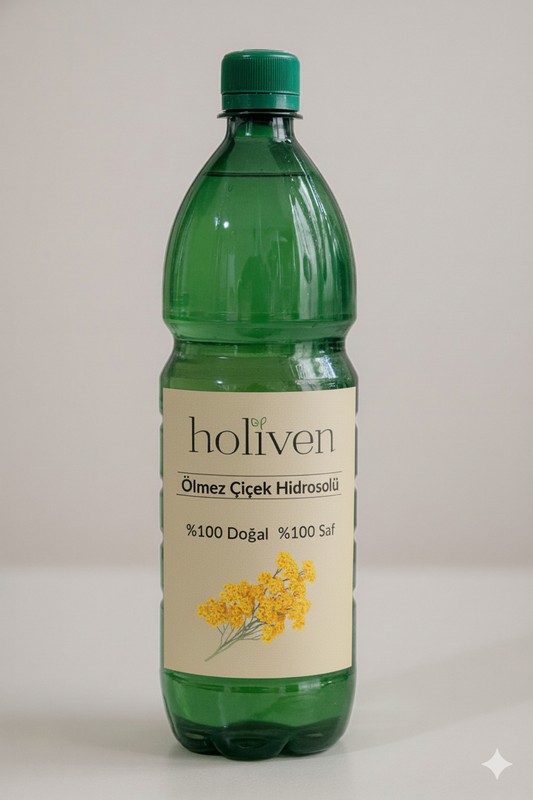 holiven
Ölmez Çiçek Hidrosolü
%100 Doğal %100 Saf